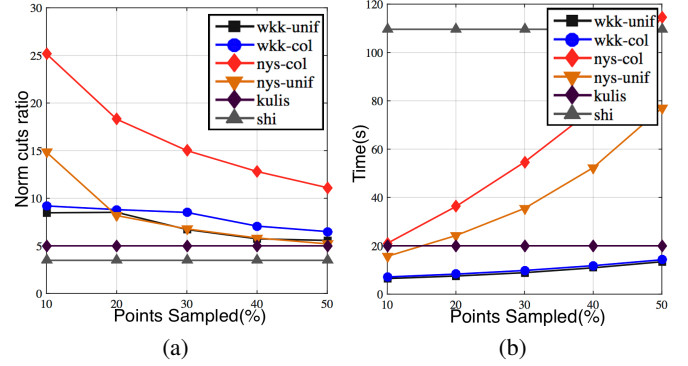 30
25
20
15
10
5
0
10
20
30
40
50
Norm cuts ratio
Points Sampled(%)
wkk-unif
wkk-col
nys-col
nys-unif
kulis
shi
(a)
120
100
80
60
40
20
0
10
20
30
40
50
Time(s)
Points Sampled(%)
wkk-unif
wkk-col
nys-col
nys-unif
kulis
shi
(b)